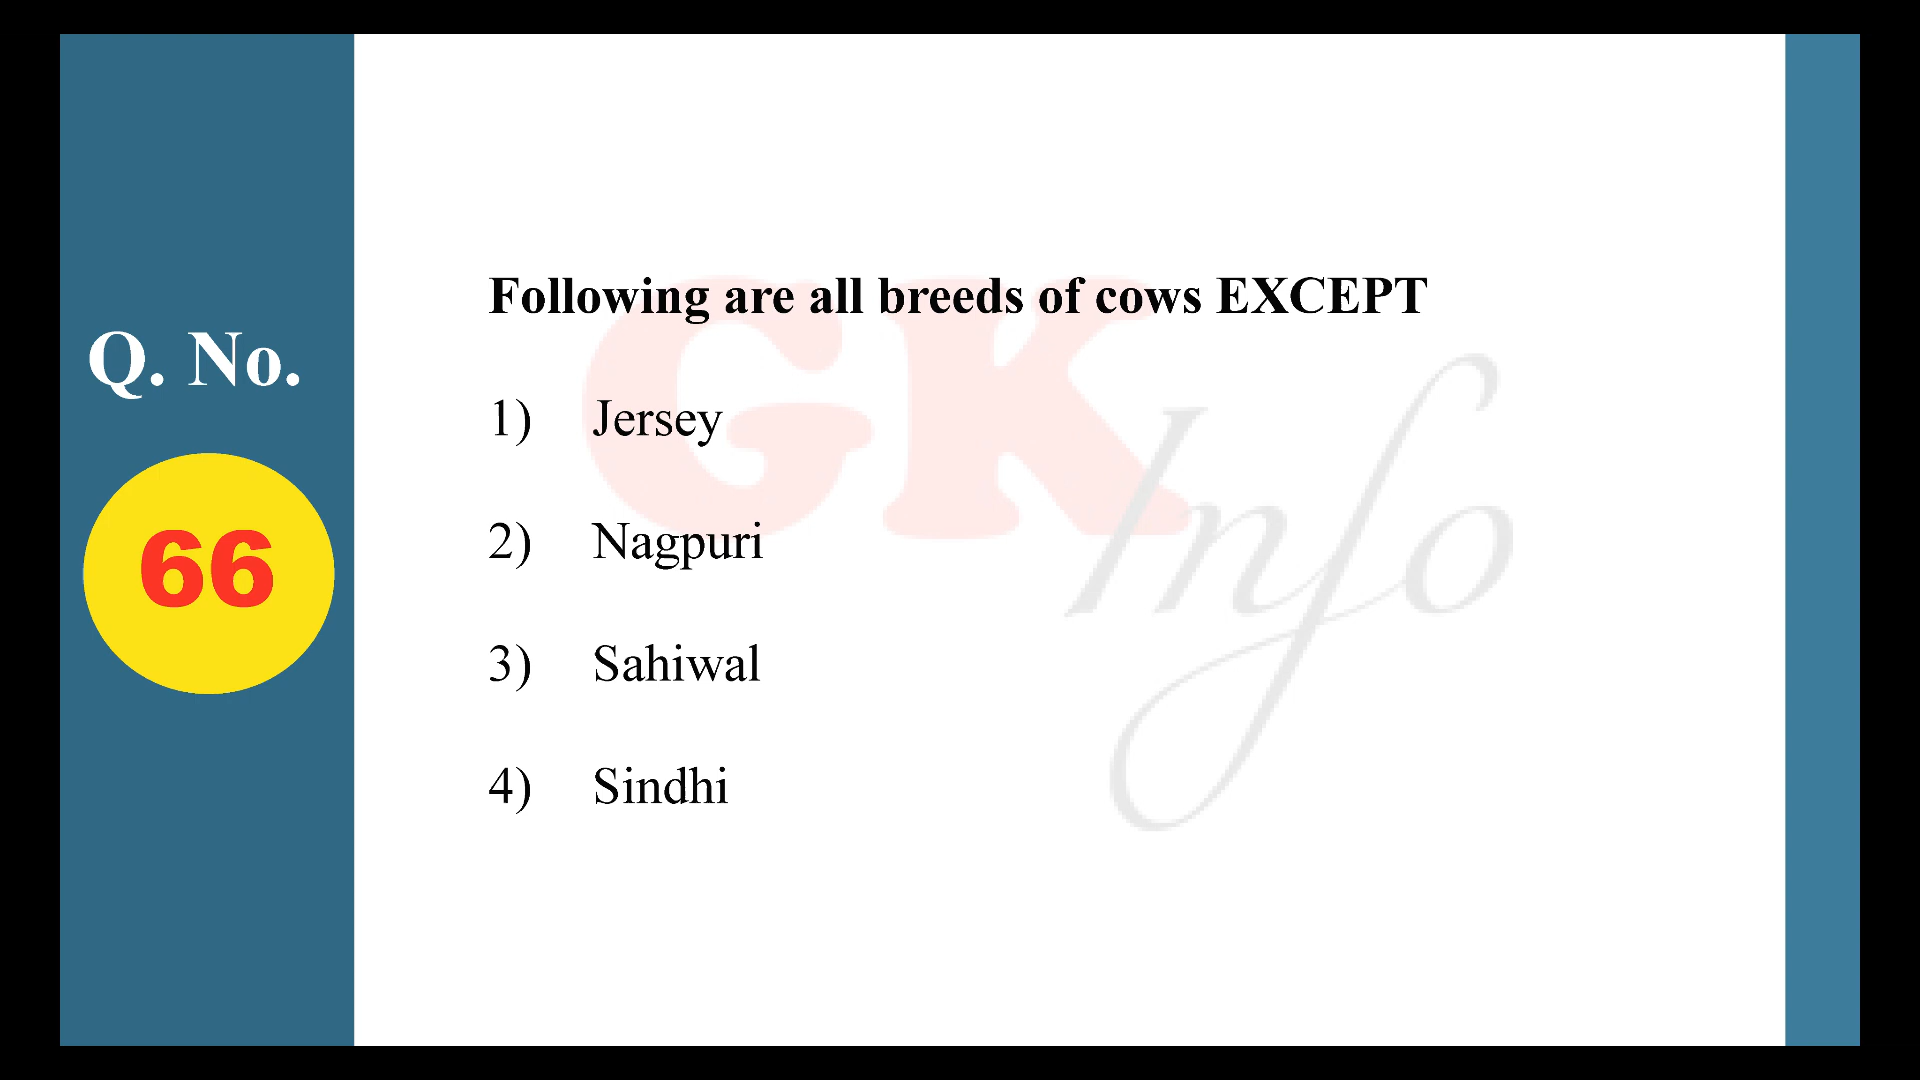 Q. No.
66
Following are all breeds of cows EXCEPT
1) Jersey
2) Nagpuri
3) Sahiwal
4) Sindhi
GK
Info